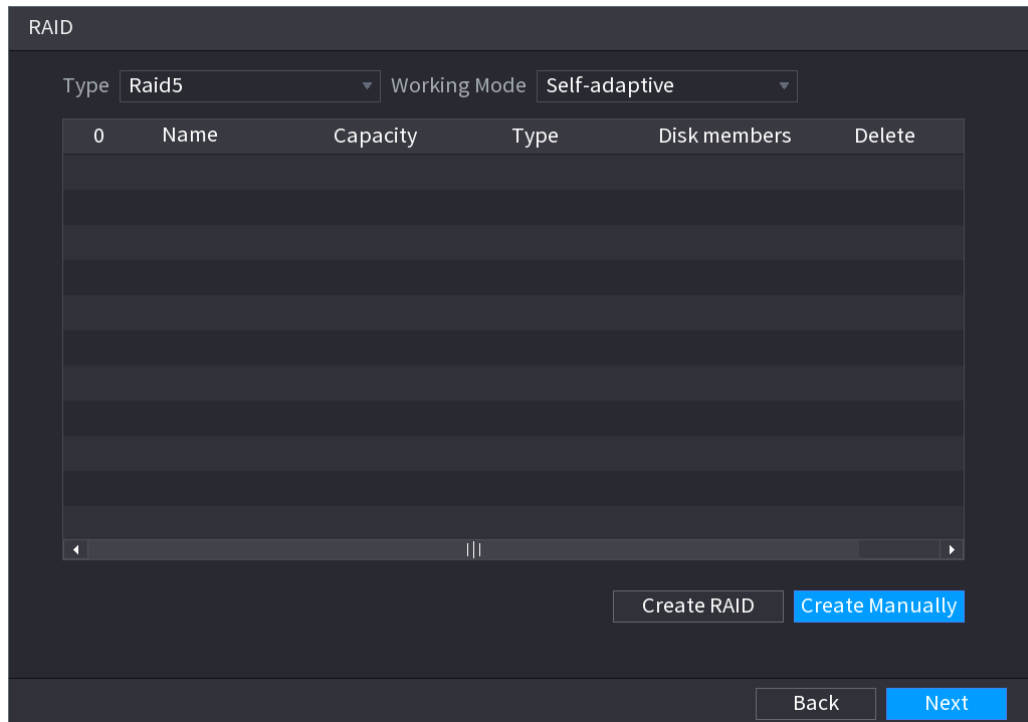 RAID
Type Raid5 Working Mode Self-adaptive
0 Name Capacity Type Disk members Delete
Create RAID Create Manually
Back Next